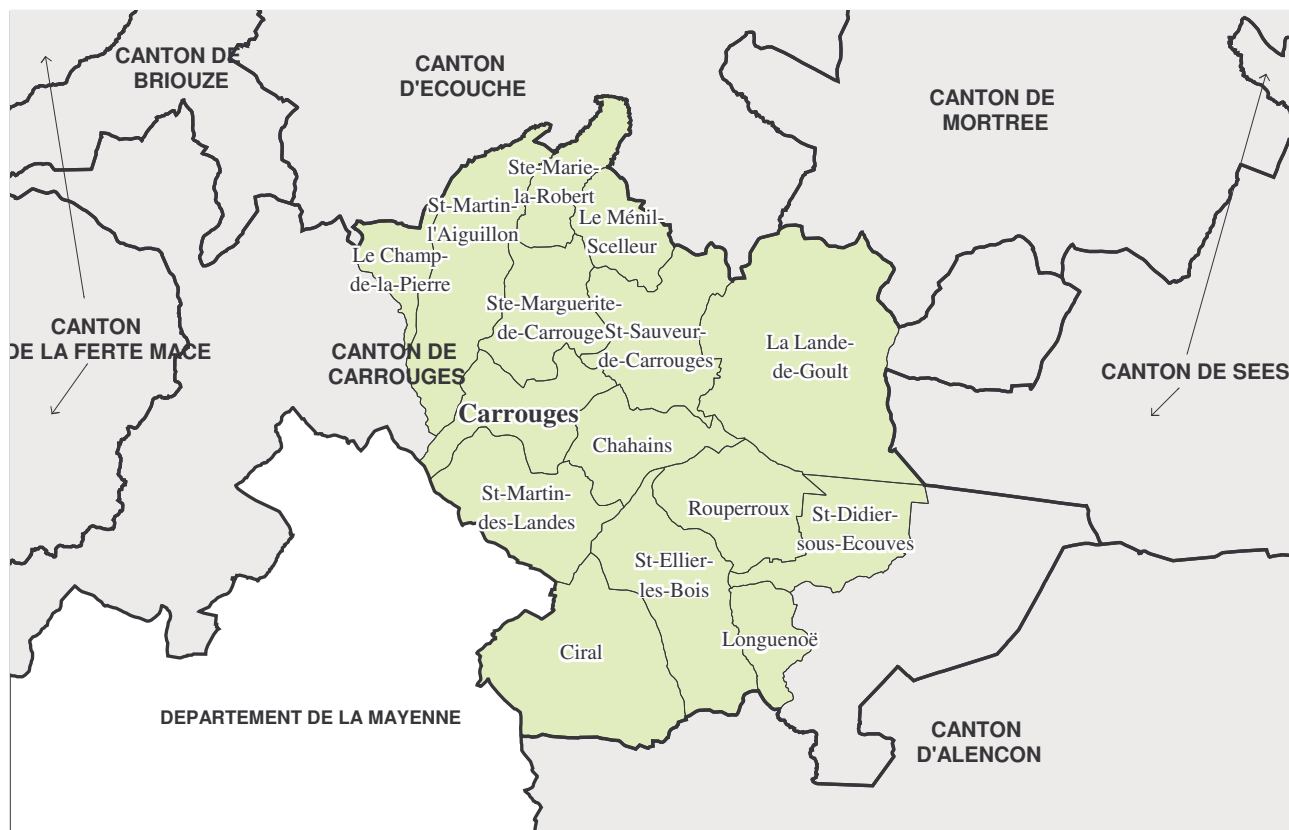 CANTON DE
BRIOUZE
CANTON
D'ECOUCHE
CANTON DE
MORTREE
Ste-Marie-
la-Robert
St-Martin-
l'Aiguillon
Le Ménil-
Scelleur
Le Champ-
de-la-Pierre
Ste-Marguerite-
de-Carrouge
St-Sauveur-
de-Carrouges
La Lande-
de-Goult
CANTON
DE LA FERTE MACE
CANTON DE
CARROUGES
CANTON DE SEES
Carrouges
Chahains
St-Martin-
des-Landes
Rouperroux
St-Didier-
sous-Ecouves
St-Ellier-
les-Bois
Longuenoë
Ciral
DEPARTEMENT DE LA MAYENNE
CANTON
D'ALENCON